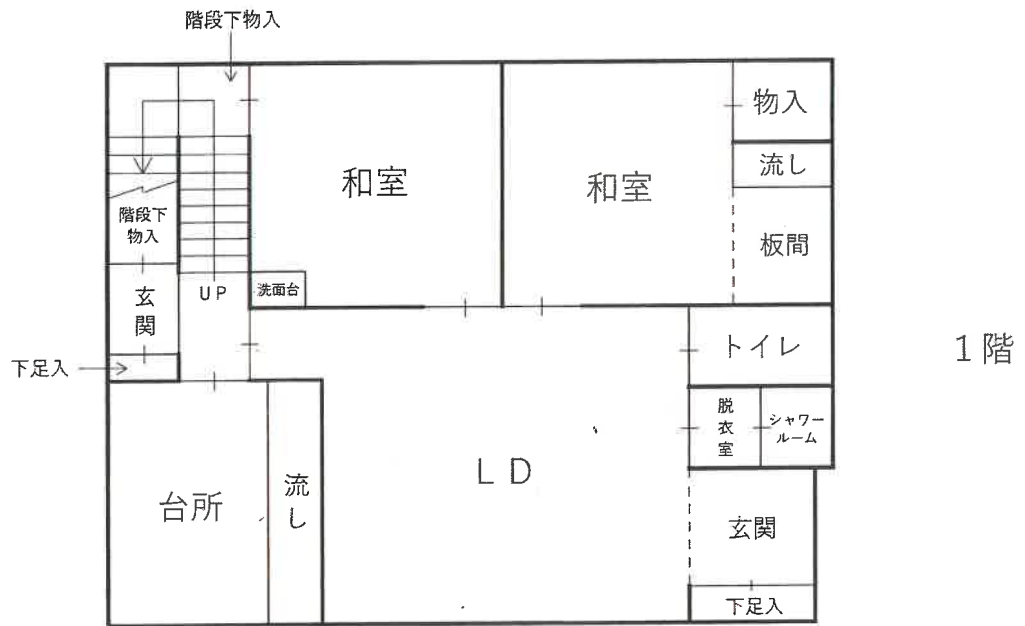 階段下物入
物入
和室
和室
流し
階段下
物入
板間
玄
関
UP
洗面台
下足入
トイレ
1階
脱
衣
室
シャワー
ルーム
LD
台所
流
し
玄関
下足入